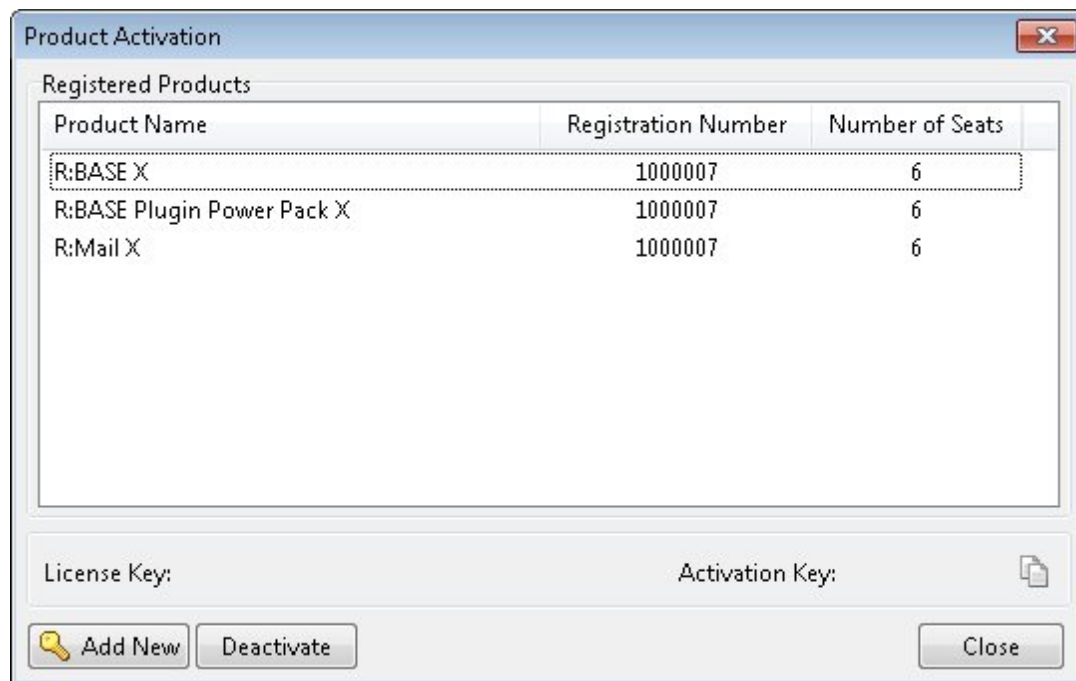 Product Activation
Registered Products
Product Name Registration Number Number of Seats
R:BASE X 1000007 6
R:BASE Plugin Power Pack X 1000007 6
R:Mail X 1000007 6
License Key: Activation Key:
Add New Deactivate Close